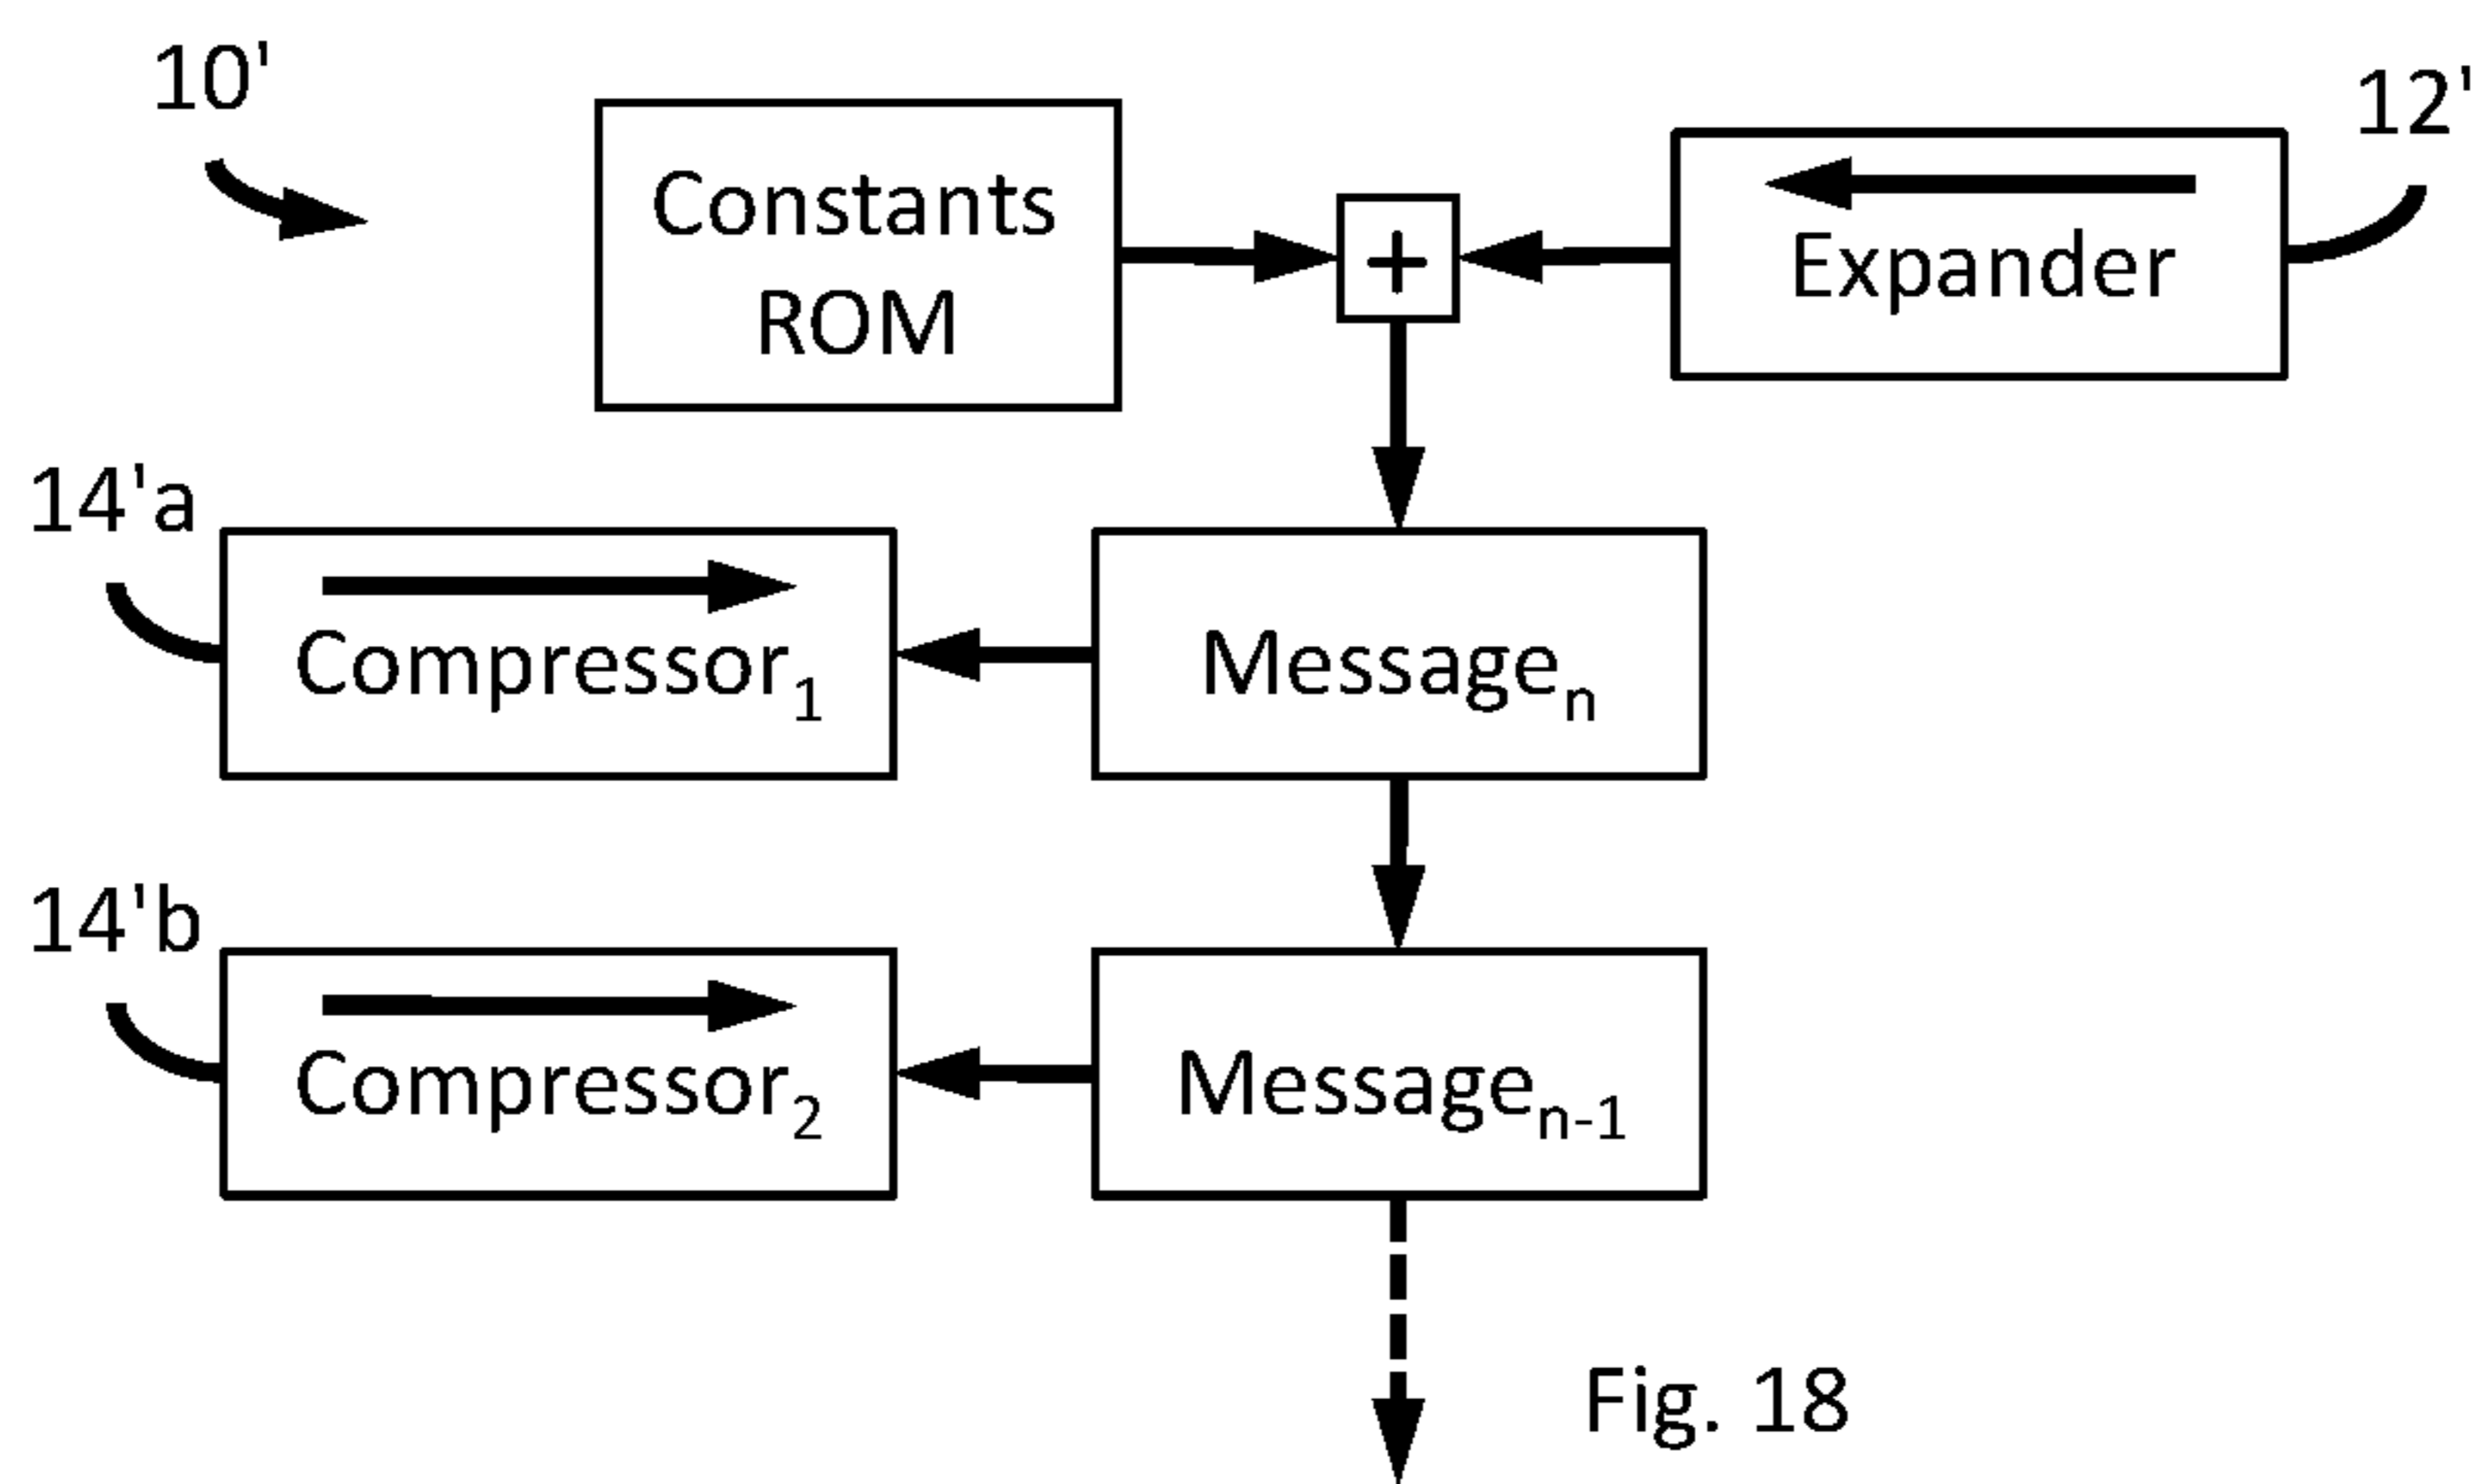 10'
12'
Constants
ROM
+
Expander
14'a
Compressor₁
Messageₙ
14'b
Compressor₂
Messageₙ₋₁
Fig. 18